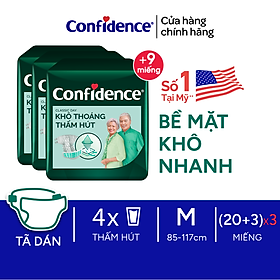 Confidence®
Cửa hàng
chính hãng
+9
miếng
Confidence®
CLASSIC DAY
KHÔ THOÁNG
THẤM HÚT
Số 1
Tại Mỹ**
BỀ MẶT
KHÔ
NHANH
TÃ DÁN
4x
THẤM HÚT
M
85-117cm
(20+3)x3
MIẾNG